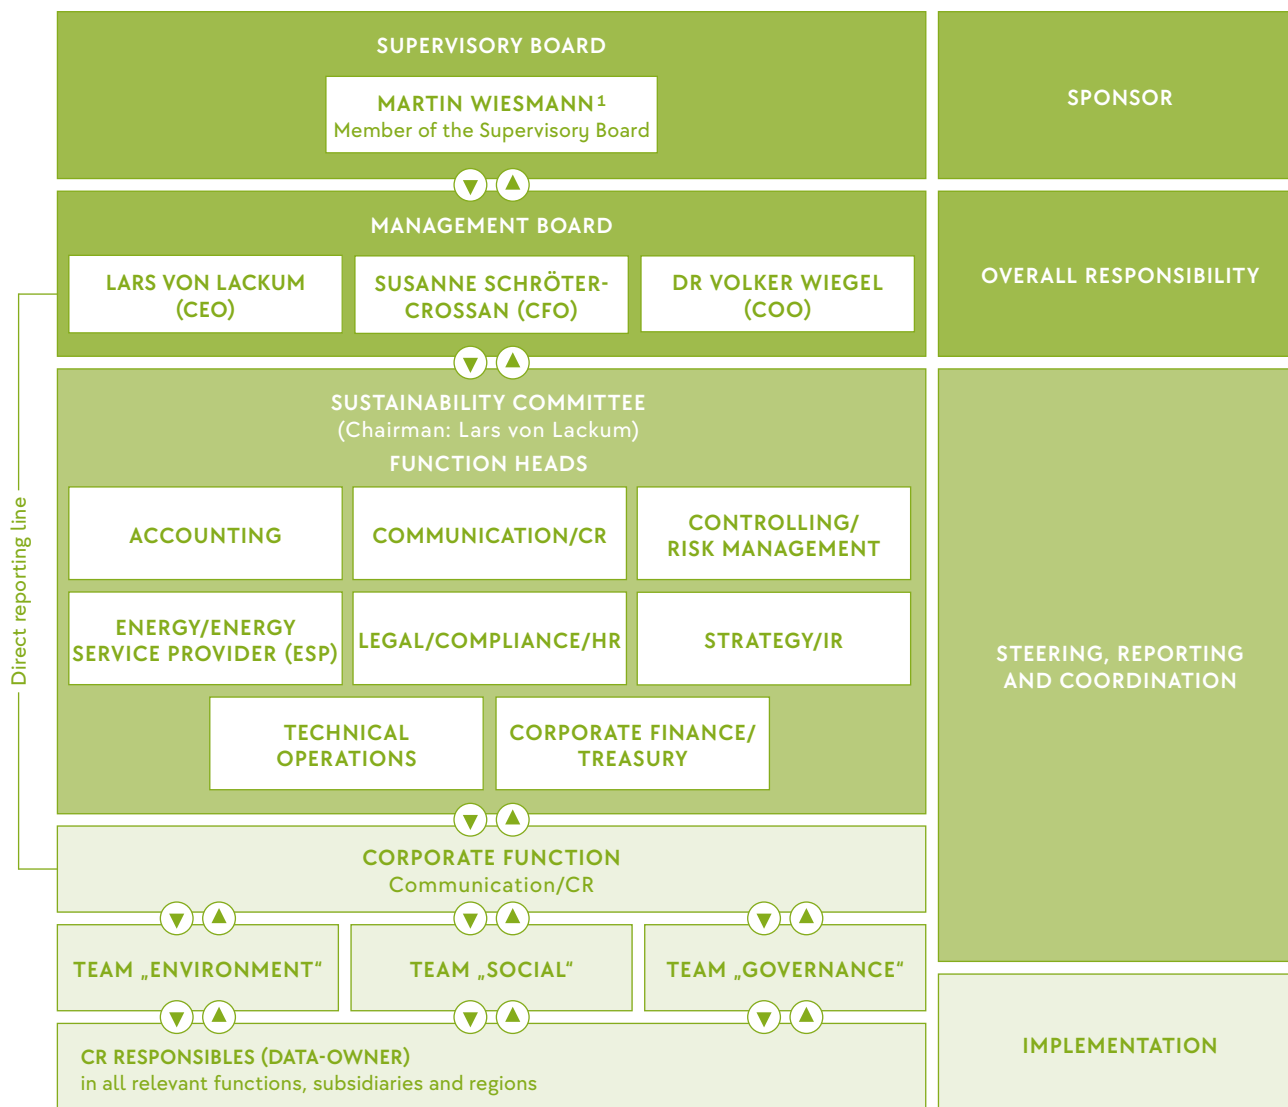 SUPERVISORY BOARD
MARTIN WIESMANN¹
Member of the Supervisory Board
SPONSOR
MANAGEMENT BOARD
LARS VON LACKUM
(CEO)
SUSANNE SCHRÖTER-
CROSSAN (CFO)
DR VOLKER WIEGEL
(COO)
OVERALL RESPONSIBILITY
Direct reporting line
SUSTAINABILITY COMMITTEE
(Chairman: Lars von Lackum)
FUNCTION HEADS
ACCOUNTING
COMMUNICATION/CR
CONTROLLING/
RISK MANAGEMENT
ENERGY/ENERGY
SERVICE PROVIDER (ESP)
LEGAL/COMPLIANCE/HR
STRATEGY/IR
TECHNICAL
OPERATIONS
CORPORATE FINANCE/
TREASURY
STEERING, REPORTING
AND COORDINATION
CORPORATE FUNCTION
Communication/CR
TEAM „ENVIRONMENT“
TEAM „SOCIAL“
TEAM „GOVERNANCE“
CR RESPONSIBLES (DATA-OWNER)
in all relevant functions, subsidiaries and regions
IMPLEMENTATION